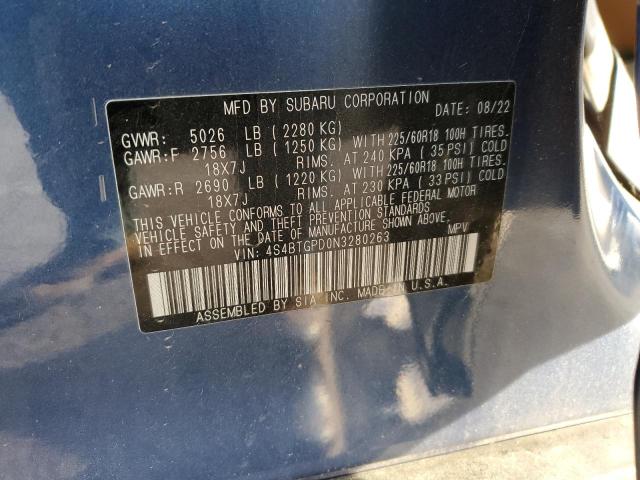 MFD BY SUBARU CORPORATION DATE: 08/22
GVWR: 5026 LB (2280 KG)
GAWR:F 2756 LB (1250 KG) WITH 225/60R18 100H TIRES.
18X7J RIMS. AT 240 KPA ( 35 PSI) COLD
GAWR:R 2690 LB (1220 KG) WITH 225/60R18 100H TIRES.
18X7J RIMS. AT 230 KPA ( 33 PSI) COLD
THIS VEHICLE CONFORMS TO ALL APPLICABLE FEDERAL MOTOR
VEHICLE SAFETY AND THEFT PREVENTION STANDARDS
IN EFFECT ON THE DATE OF MANUFACTURE SHOWN ABOVE.
VIN: 4S4BTGPD0N3280263 MPV
ASSEMBLED BY SIA INC. MADE IN U.S.A.